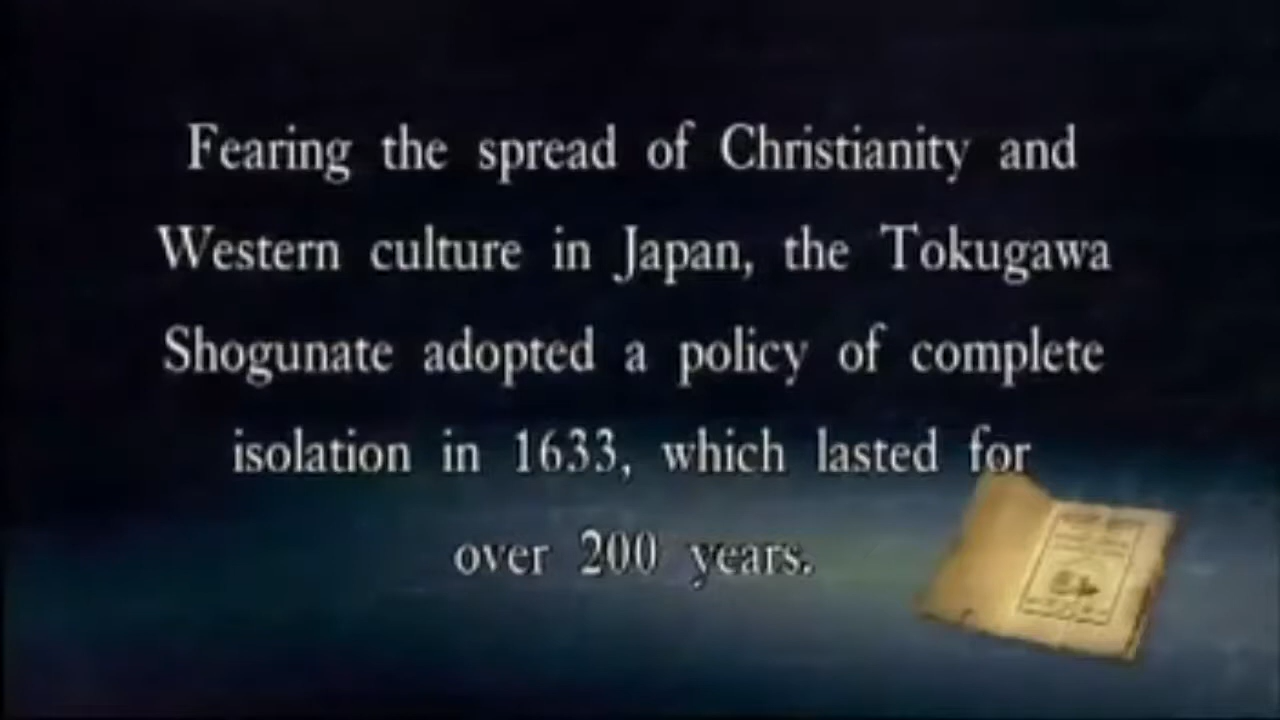 Fearing the spread of Christianity and
Western culture in Japan, the Tokugawa
Shogunate adopted a policy of complete
isolation in 1633, which lasted for
over 200 years.